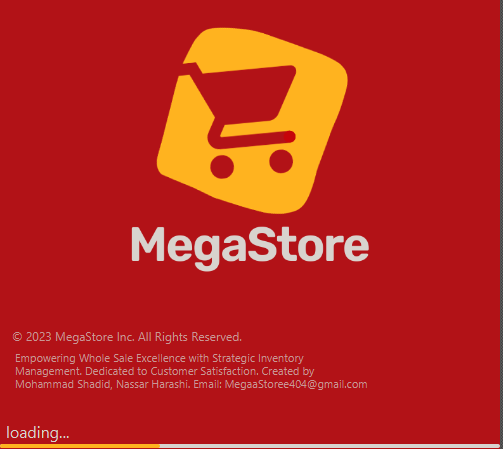 MegaStore
© 2023 MegaStore Inc. All Rights Reserved.
Empowering Whole Sale Excellence with Strategic Inventory
Management. Dedicated to Customer Satisfaction. Created by
Mohammad Shadid, Nassar Harashi. Email: MegaaStoree404@gmail.com
loading...